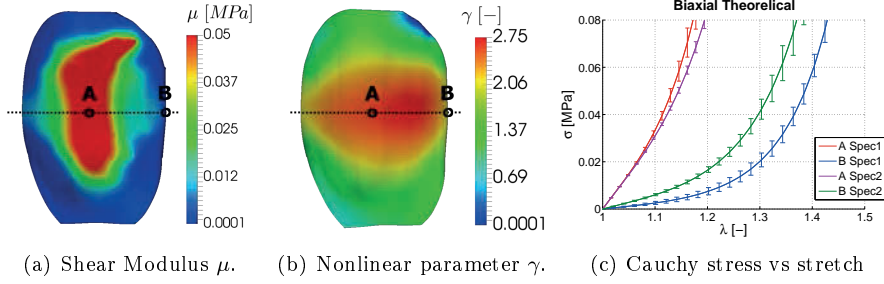 μ [MPa]
0.05
0.037
0.025
0.013
0.0001
A
B
γ [−]
2.75
2.06
1.37
0.69
0.0001
A
B
Biaxial Theorelical
0.08
0.06
0.04
0.02
0
σ [MPa]
1
1.1
1.2
1.3
1.4
1.5
λ [−]
A Spec1
B Spec1
A Spec2
B Spec2
(a) Shear Modulus μ.
(b) Nonlinear parameter γ.
(c) Cauchy stress vs stretch